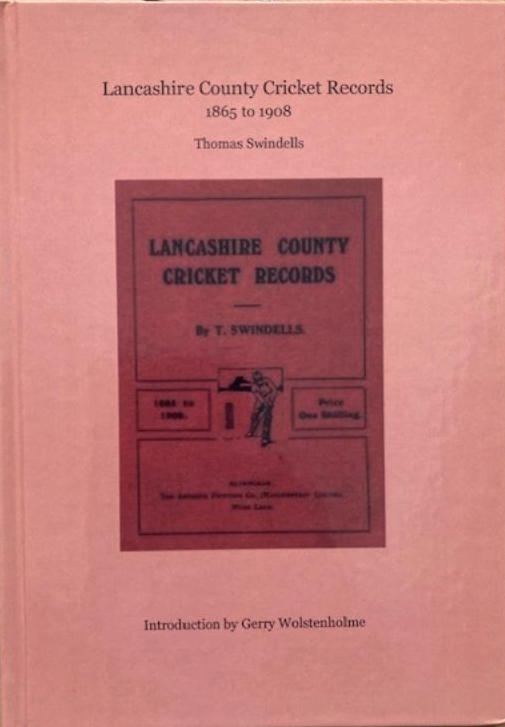 Lancashire County Cricket Records
1865 to 1908
Thomas Swindells
LANCASHIRE COUNTY
CRICKET RECORDS
By T. SWINDELLS.
1865 to
1908.
Price
One Shilling.
Introduction by Gerry Wolstenholme